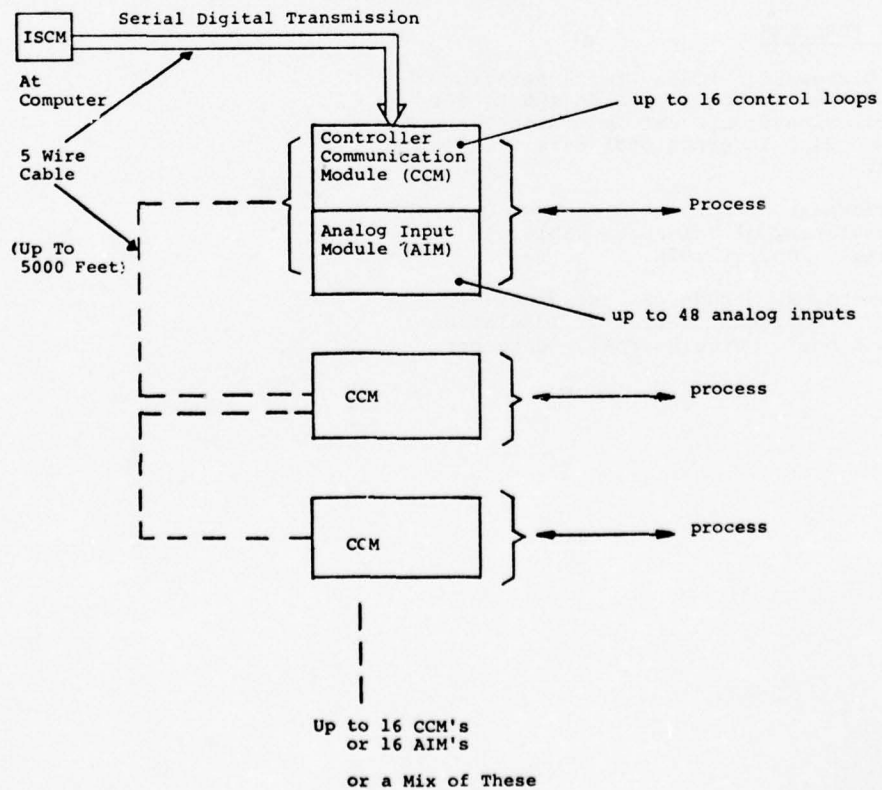 Serial Digital Transmission
ISCM
At
Computer
5 Wire
Cable
(Up To
5000 Feet)
Controller
Communication
Module (CCM)
Analog Input
Module (AIM)
up to 16 control loops
Process
up to 48 analog inputs
CCM
process
CCM
process
Up to 16 CCM's
or 16 AIM's
or a Mix of These